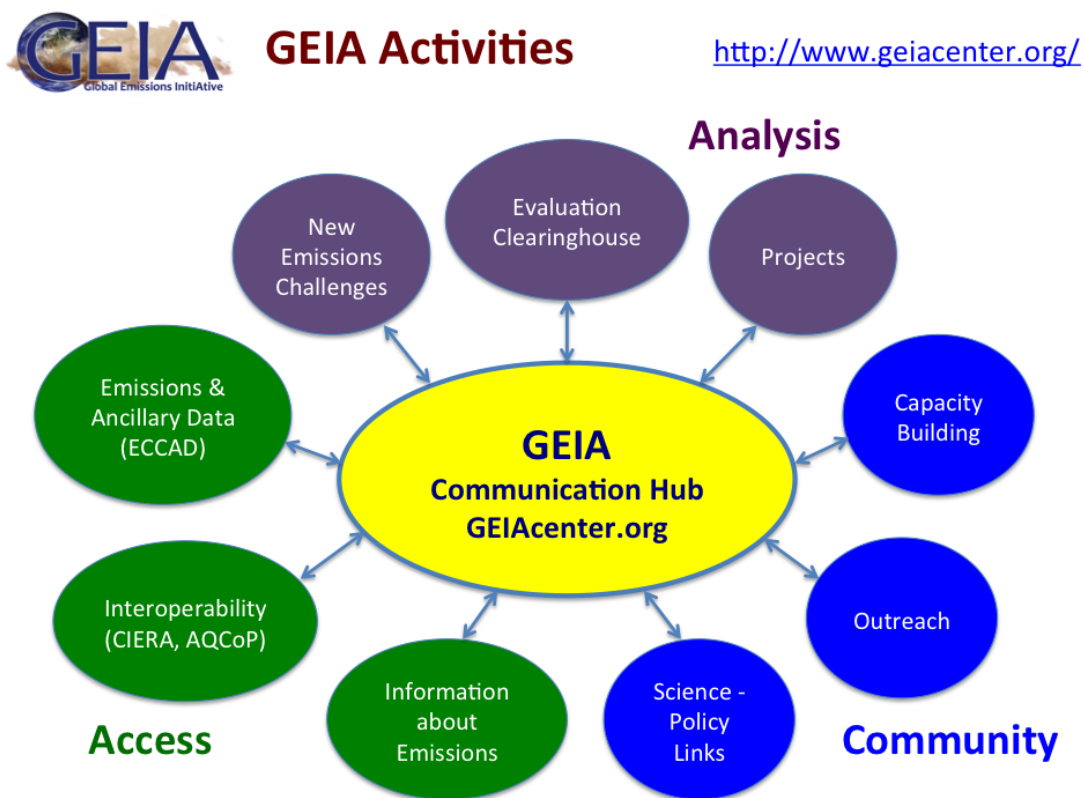 GEIA
Global Emissions InitiAtive
GEIA Activities
http://www.geiacenter.org/
Analysis
New
Emissions
Challenges
Evaluation
Clearinghouse
Projects
Emissions &
Ancillary Data
(ECCAD)
Capacity
Building
GEIA
Communication Hub
GEIAcenter.org
Interoperability
(CIERA, AQCoP)
Outreach
Information
about
Emissions
Science -
Policy
Links
Access
Community